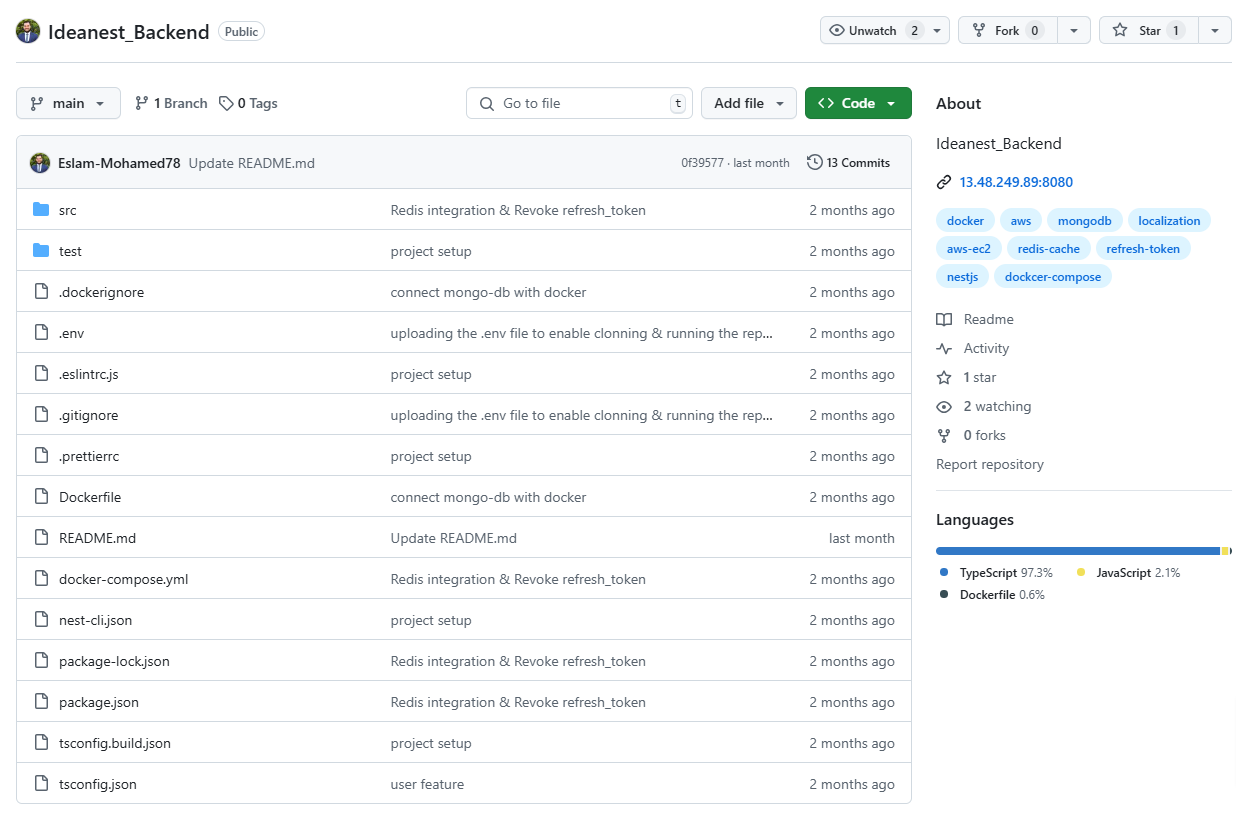 Ideanest_Backend Public Unwatch 2 Fork 0 Star 1
main 1 Branch 0 Tags Go to file t Add file Code
Eslam-Mohamed78 Update README.md 0f39577 · last month 13 Commits
src Redis integration & Revoke refresh_token 2 months ago
test project setup 2 months ago
.dockerignore connect mongo-db with docker 2 months ago
.env uploading the .env file to enable clonning & running the rep... 2 months ago
.eslintrc.js project setup 2 months ago
.gitignore uploading the .env file to enable clonning & running the rep... 2 months ago
.prettierrc project setup 2 months ago
Dockerfile connect mongo-db with docker 2 months ago
README.md Update README.md last month
docker-compose.yml Redis integration & Revoke refresh_token 2 months ago
nest-cli.json project setup 2 months ago
package-lock.json Redis integration & Revoke refresh_token 2 months ago
package.json Redis integration & Revoke refresh_token 2 months ago
tsconfig.build.json project setup 2 months ago
tsconfig.json user feature 2 months ago
About
Ideanest_Backend
13.48.249.89:8080
docker aws mongodb localization
aws-ec2 redis-cache refresh-token
nestjs dockcer-compose
Readme
Activity
1 star
2 watching
0 forks
Report repository
Languages
TypeScript 97.3% JavaScript 2.1%
Dockerfile 0.6%